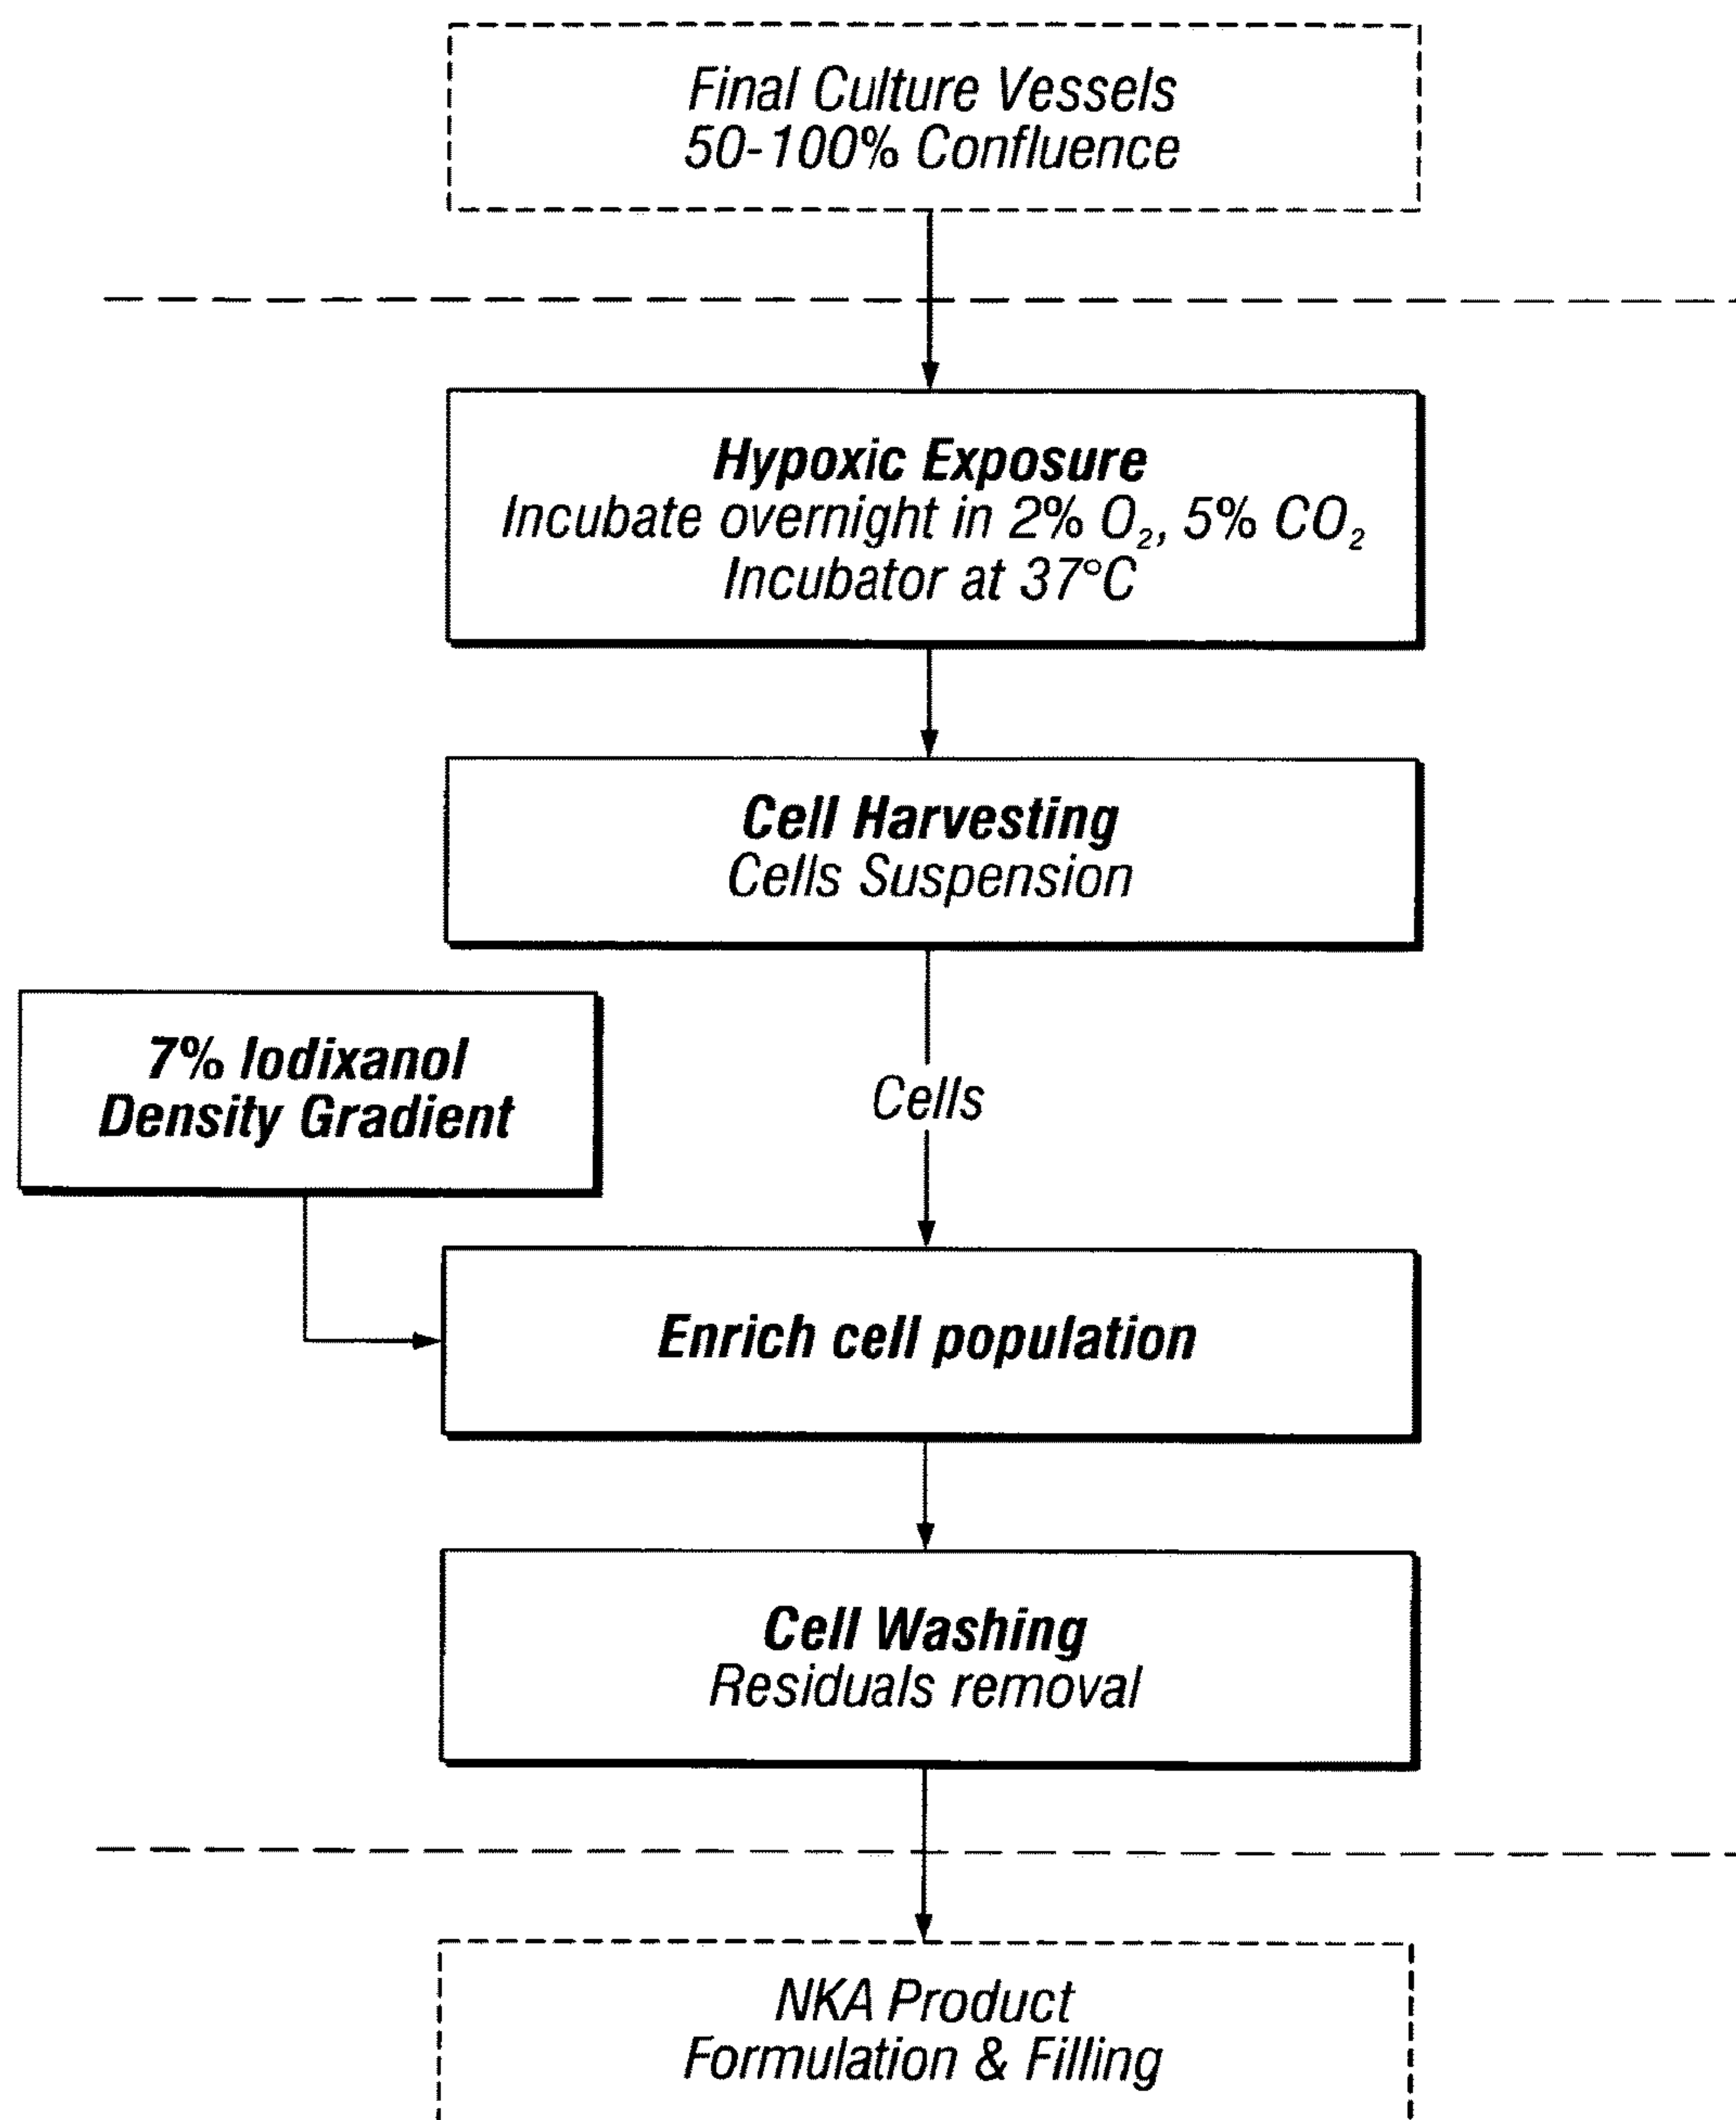 Final Culture Vessels
50-100% Confluence
Hypoxic Exposure
Incubate overnight in 2% O₂, 5% CO₂
Incubator at 37°C
Cell Harvesting
Cells Suspension
7% Iodixanol
Density Gradient
Cells
Enrich cell population
Cell Washing
Residuals removal
NKA Product
Formulation & Filling